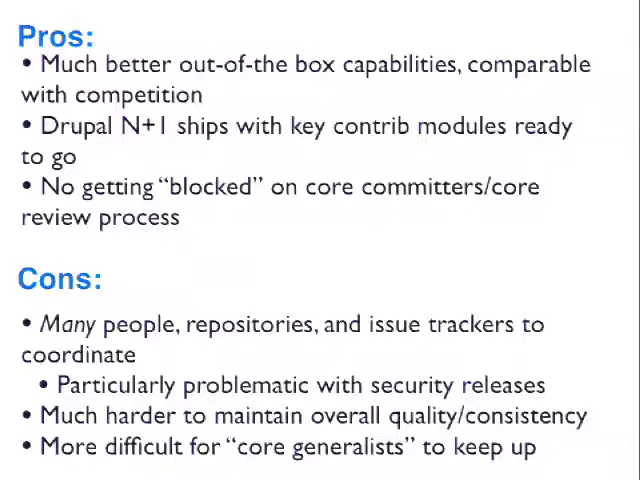 Pros:
• Much better out-of-the box capabilities, comparable
with competition
• Drupal N+1 ships with key contrib modules ready
to go
• No getting “blocked” on core committers/core
review process
Cons:
• Many people, repositories, and issue trackers to
coordinate
• Particularly problematic with security releases
• Much harder to maintain overall quality/consistency
• More difficult for “core generalists” to keep up